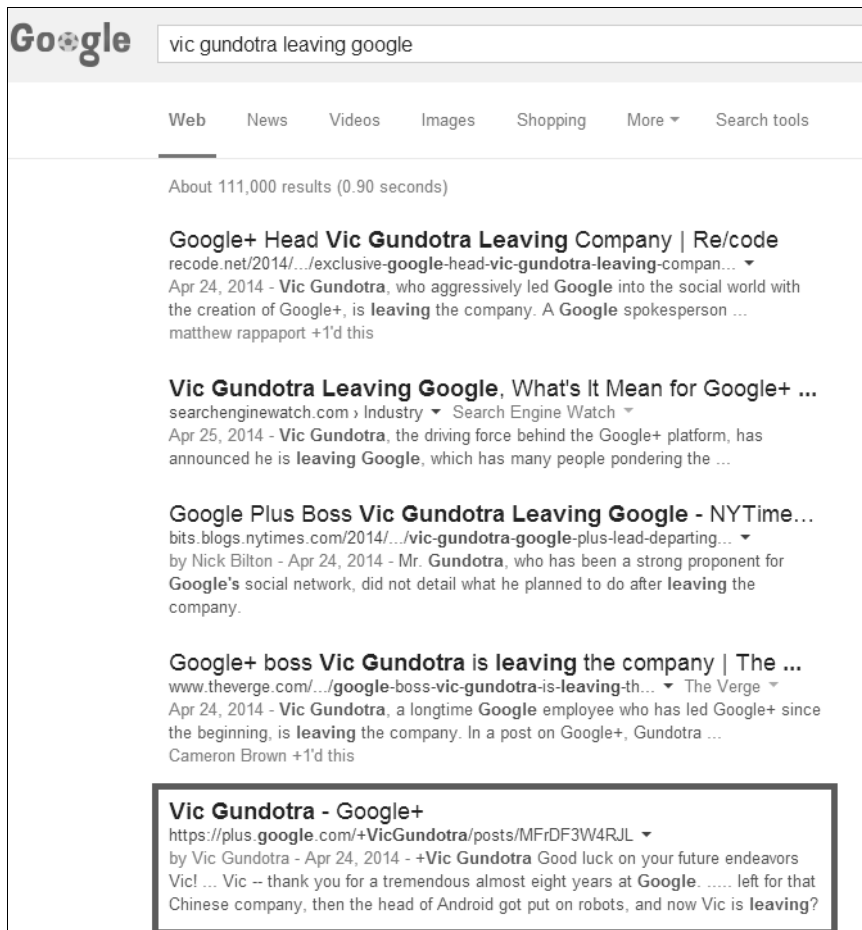 Google
vic gundotra leaving google
Web News Videos Images Shopping More Search tools
About 111,000 results (0.90 seconds)
Google+ Head Vic Gundotra Leaving Company | Re/code
recode.net/2014/.../exclusive-google-head-vic-gundotra-leaving-compan...
Apr 24, 2014 - Vic Gundotra, who aggressively led Google into the social world with
the creation of Google+, is leaving the company. A Google spokesperson ...
matthew rappaport +1'd this
Vic Gundotra Leaving Google, What's It Mean for Google+ ...
searchenginewatch.com › Industry Search Engine Watch
Apr 25, 2014 - Vic Gundotra, the driving force behind the Google+ platform, has
announced he is leaving Google, which has many people pondering the ...
Google Plus Boss Vic Gundotra Leaving Google - NYTime...
bits.blogs.nytimes.com/2014/.../vic-gundotra-google-plus-lead-departing...
by Nick Bilton - Apr 24, 2014 - Mr. Gundotra, who has been a strong proponent for
Google's social network, did not detail what he planned to do after leaving the
company.
Google+ boss Vic Gundotra is leaving the company | The ...
www.theverge.com/.../google-boss-vic-gundotra-is-leaving-th... The Verge
Apr 24, 2014 - Vic Gundotra, a longtime Google employee who has led Google+ since
the beginning, is leaving the company. In a post on Google+, Gundotra ...
Cameron Brown +1'd this
Vic Gundotra - Google+
https://plus.google.com/+VicGundotra/posts/MFrDF3W4RJL
by Vic Gundotra - Apr 24, 2014 - +Vic Gundotra Good luck on your future endeavors
Vic! ... Vic -- thank you for a tremendous almost eight years at Google. ..... left for that
Chinese company, then the head of Android got put on robots, and now Vic is leaving?